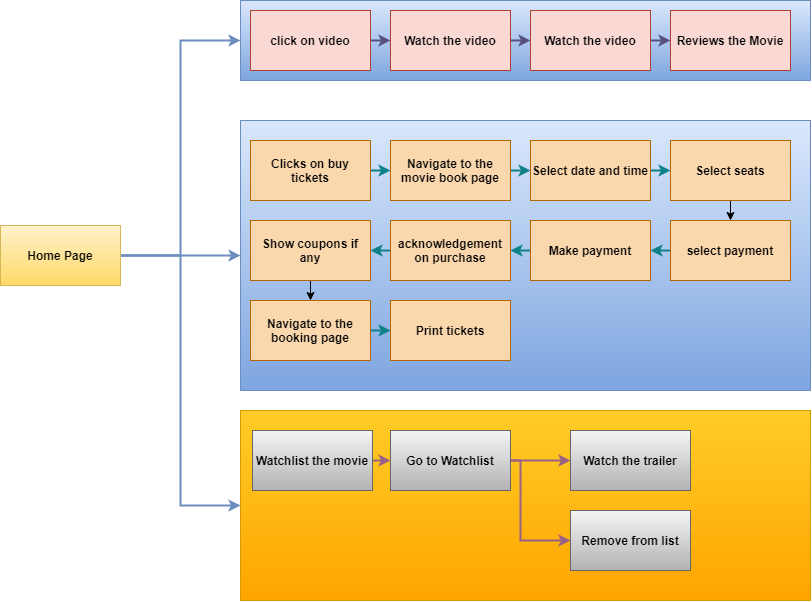 click on video
Watch the video
Watch the video
Reviews the Movie
Clicks on buy
tickets
Navigate to the
movie book page
Select date and time
Select seats
Show coupons if
any
acknowledgement
on purchase
Make payment
select payment
Home Page
Navigate to the
booking page
Print tickets
Watchlist the movie
Go to Watchlist
Watch the trailer
Remove from list